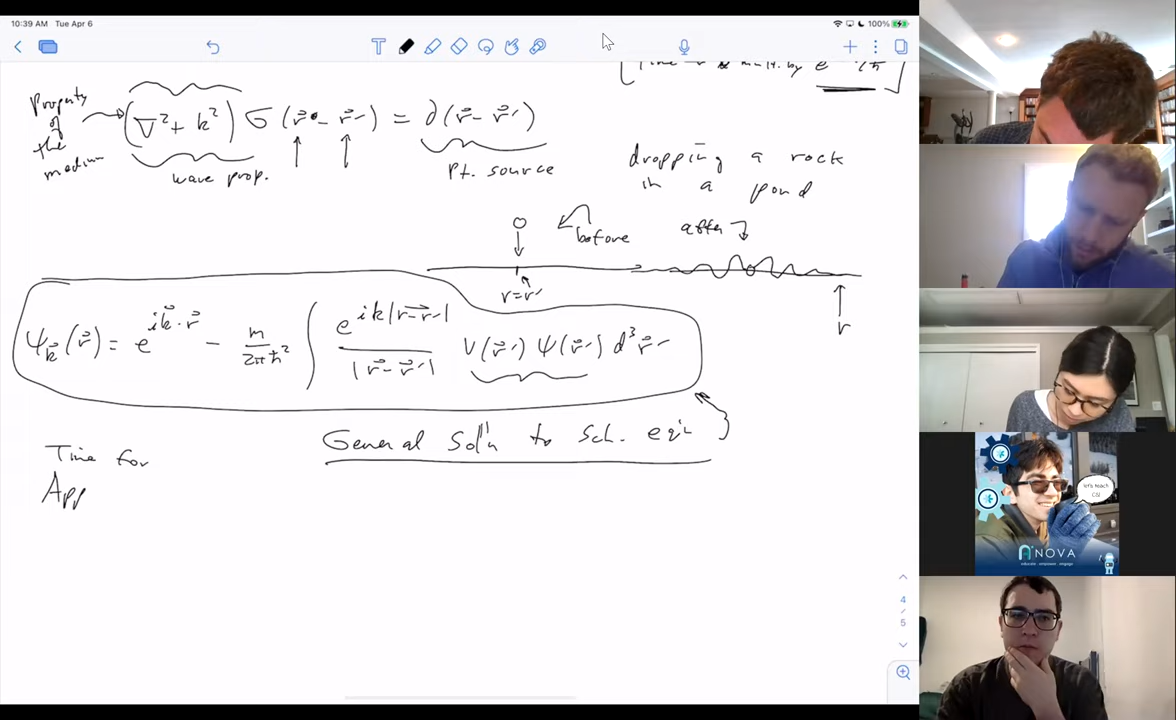 10:39 AM Tue Apr 6
100%
e
Property
of
the
medium
(∇² + k²) G (r⃗ - r⃗') = ∂(r⃗ - r⃗')
wave prop.
Pt. source
dropping a rock
in a pond
before
after
r=r'
r
ψ_k⃗(r⃗) = e^{ik⃗·r⃗} - m/2πħ² ∫ e^{ik|r⃗-r⃗'|}/|r⃗-r⃗'| V(r⃗') ψ(r⃗') d³r⃗'
General Sol'n to Sch. eq'n
Time for
App
4
/
5
let's teach
CS!
NOVA
educate . empower . engage